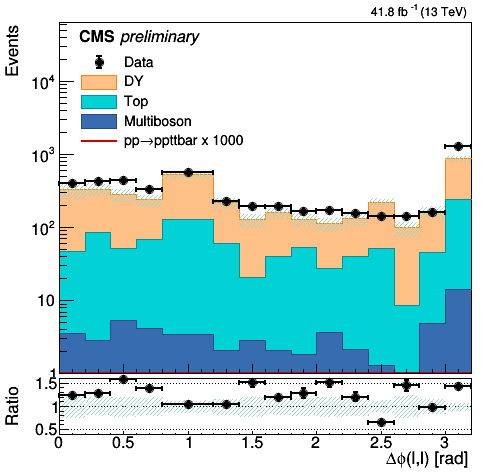 41.8 fb⁻¹ (13 TeV)
Events
CMS preliminary
Data
DY
Top
Multiboson
pp→ppttbar x 1000
10⁴
10³
10²
10
1
Ratio
1.5
1
0.5
0 0.5 1 1.5 2 2.5 3
Δϕ(l,l) [rad]